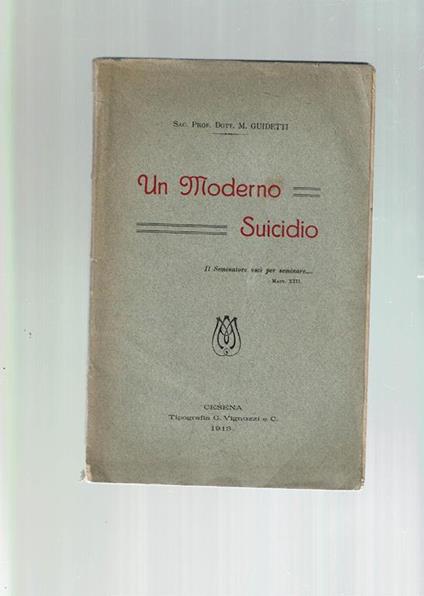 Sac. Prof. Dott. M. GUIDETTI
Un Moderno
Suicidio
Il Seminatore uscì per seminare....
Matt. XIII.
CESENA
Tipografia G. Vignuzzi e C.
1913.